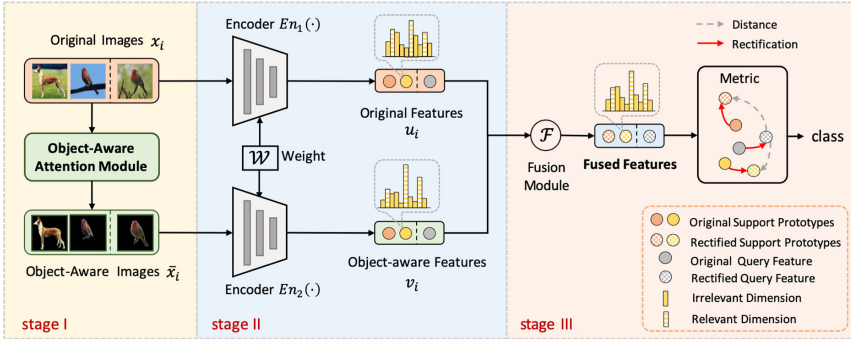 Original Images x_i
Object-Aware
Attention Module
Object-Aware Images x̄_i
stage I
Encoder En₁(·)
Original Features
u_i
𝒲 Weight
Object-aware Features
v_i
Encoder En₂(·)
stage II
Distance
Rectification
Metric
ℱ
Fusion
Module
Fused Features
class
Original Support Prototypes
Rectified Support Prototypes
Original Query Feature
Rectified Query Feature
Irrelevant Dimension
Relevant Dimension
stage III